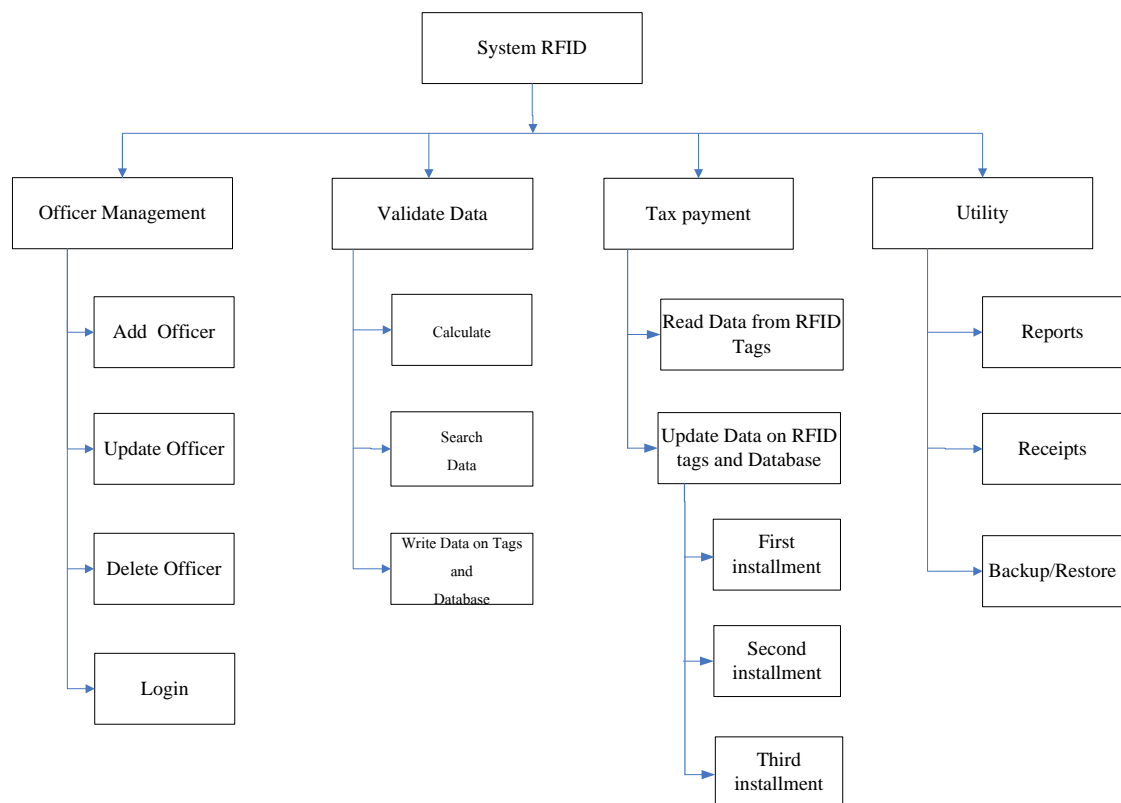 System RFID
Officer Management
Validate Data
Tax payment
Utility
Add Officer
Update Officer
Delete Officer
Login
Calculate
Search
Data
Write Data on Tags
and
Database
Read Data from RFID
Tags
Update Data on RFID
tags and Database
First
installment
Second
installment
Third
installment
Reports
Receipts
Backup/Restore